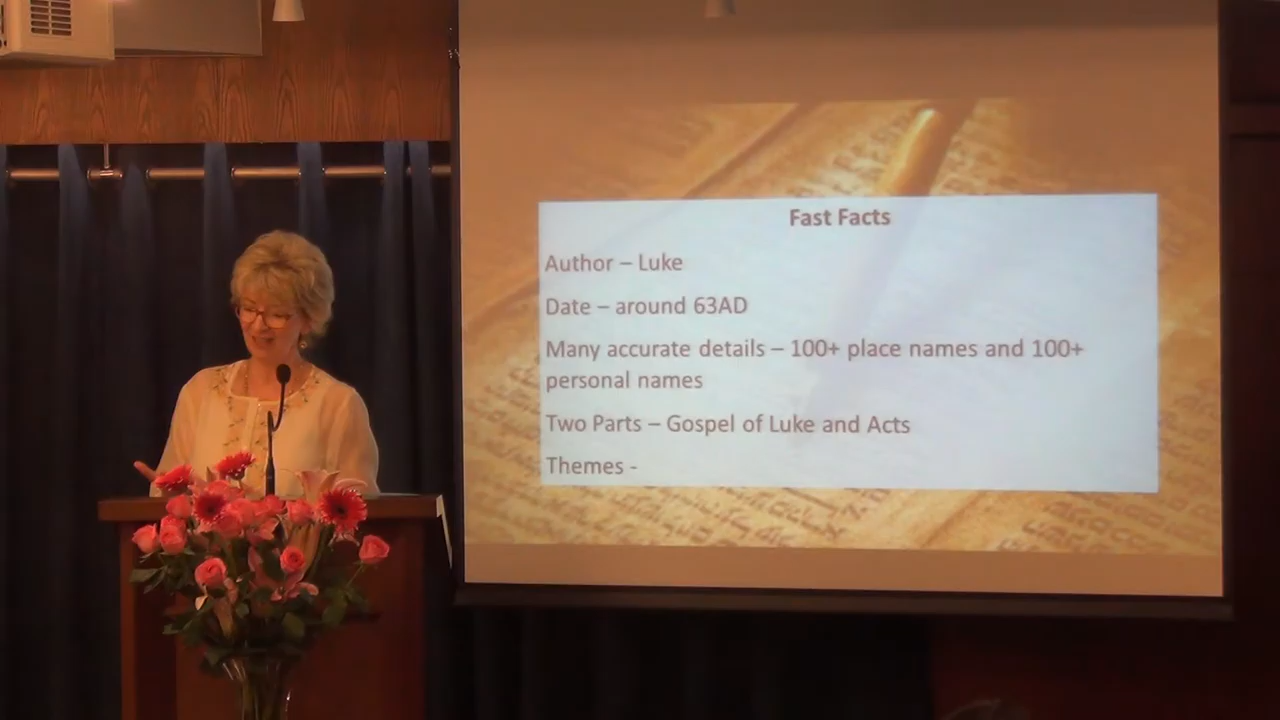 Fast Facts
Author – Luke
Date – around 63AD
Many accurate details – 100+ place names and 100+
personal names
Two Parts – Gospel of Luke and Acts
Themes -